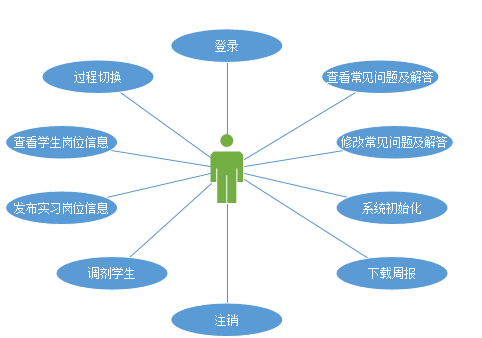 登录
过程切换
查看常见问题及解答
查看学生岗位信息
修改常见问题及解答
发布实习岗位信息
系统初始化
调剂学生
下载周报
注销